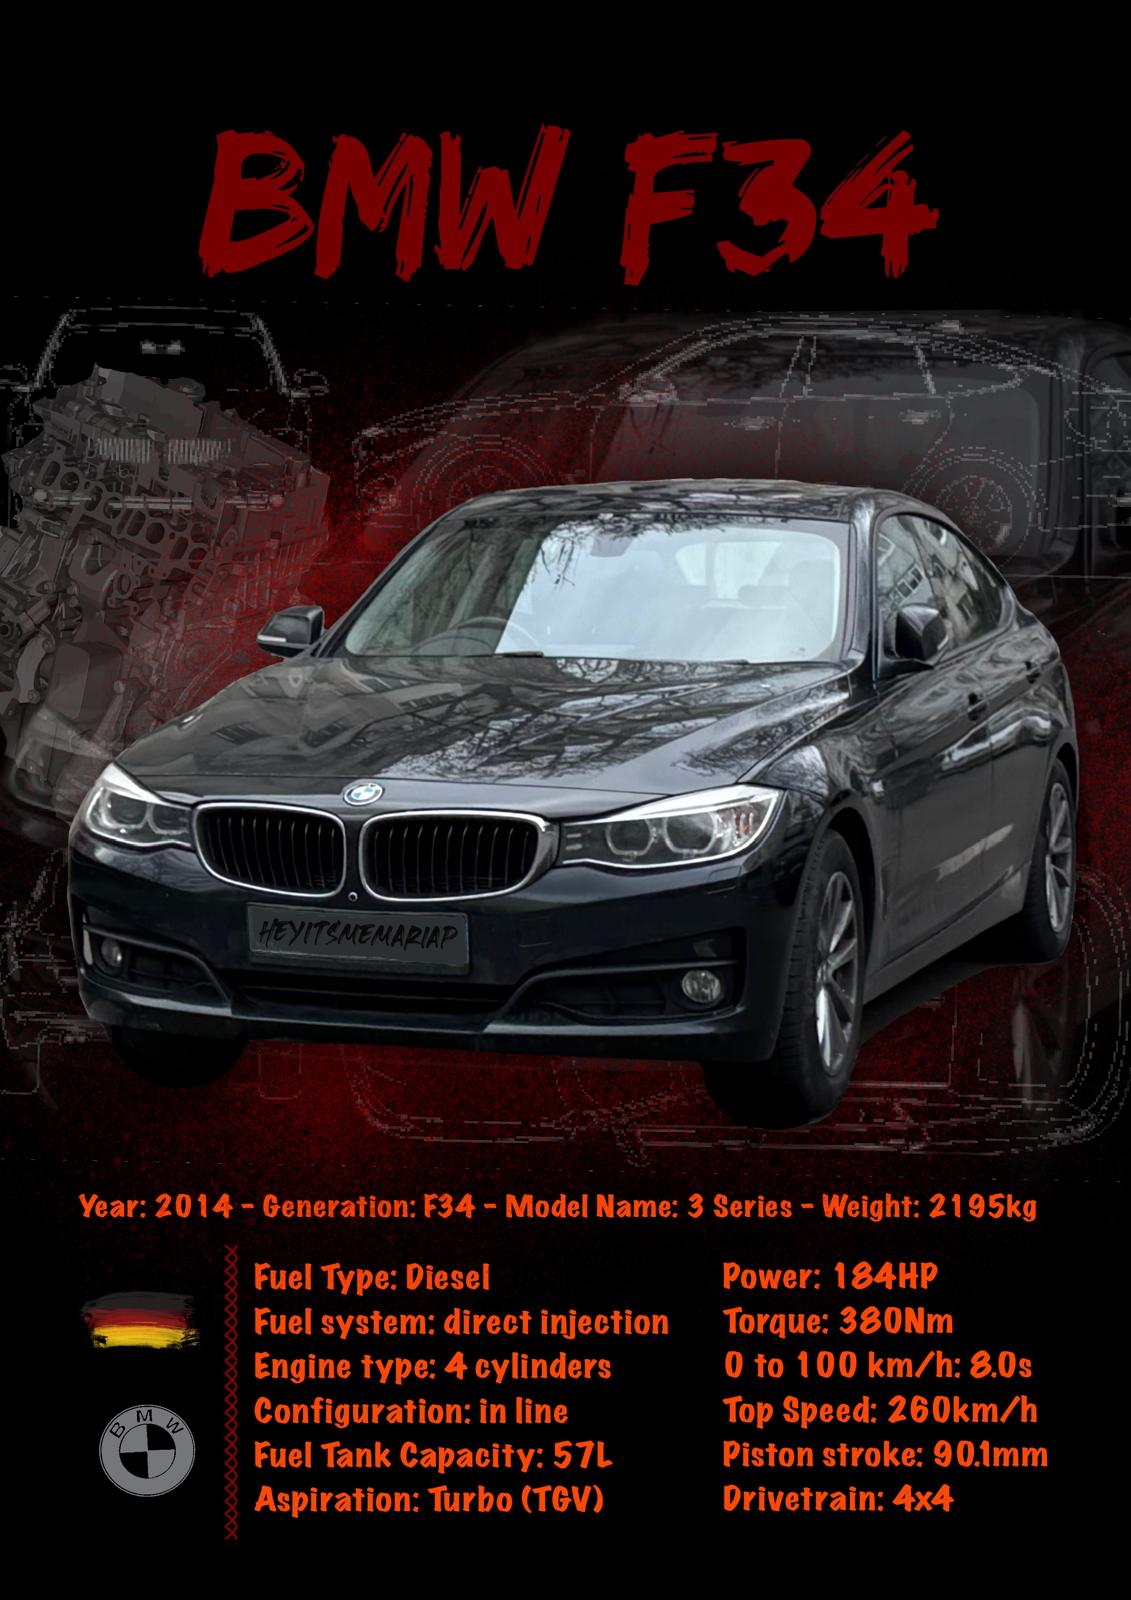 BMW F34
HEYITSMEMARIAP
Year: 2014 - Generation: F34 - Model Name: 3 Series - Weight: 2195kg
Fuel Type: Diesel
Fuel system: direct injection
Engine type: 4 cylinders
Configuration: in line
Fuel Tank Capacity: 57L
Aspiration: Turbo (TGV)
Power: 184HP
Torque: 380Nm
0 to 100 km/h: 8.0s
Top Speed: 260km/h
Piston stroke: 90.1mm
Drivetrain: 4x4
BMW